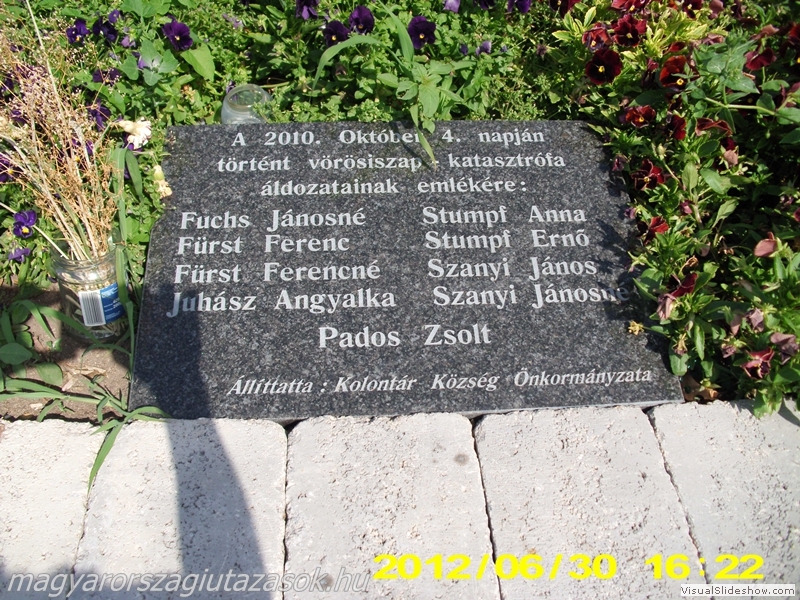 A 2010. Október 4. napján
történt vörösiszap - katasztrófa
áldozatainak emlékére:
Fuchs Jánosné Stumpf Anna
Fürst Ferenc Stumpf Ernő
Fürst Ferencné Szanyi János
Juhász Angyalka Szanyi Jánosné
Pados Zsolt
Állíttatta : Kolontár Község Önkormányzata
2012/06/30 16:22
magyarorszagiutazasok.hu
VisualSlideshow.com